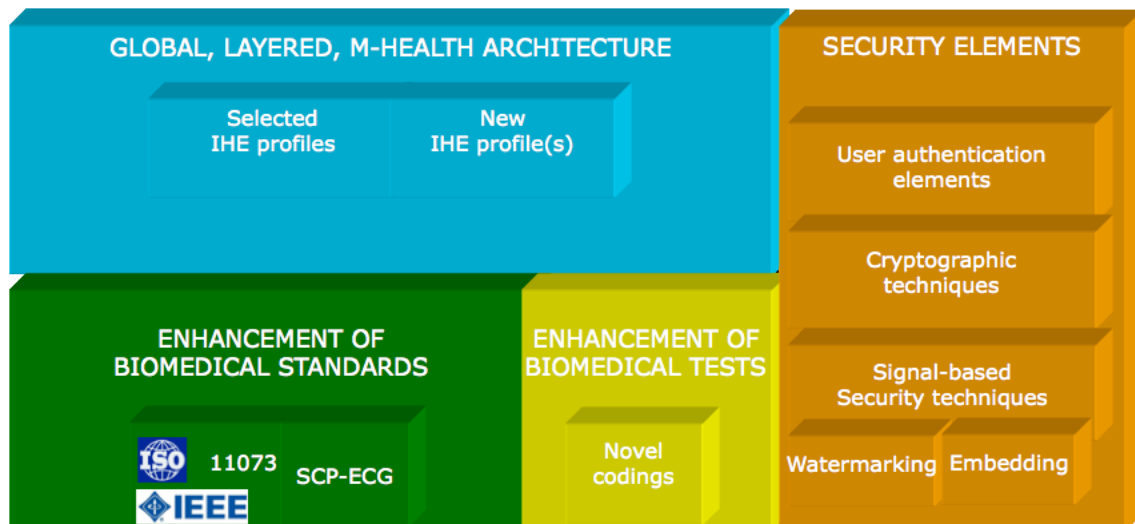 GLOBAL, LAYERED, M-HEALTH ARCHITECTURE
Selected
IHE profiles
New
IHE profile(s)
SECURITY ELEMENTS
User authentication
elements
Cryptographic
techniques
Signal-based
Security techniques
Watermarking
Embedding
ENHANCEMENT OF
BIOMEDICAL STANDARDS
ISO
11073
IEEE
SCP-ECG
ENHANCEMENT OF
BIOMEDICAL TESTS
Novel
codings